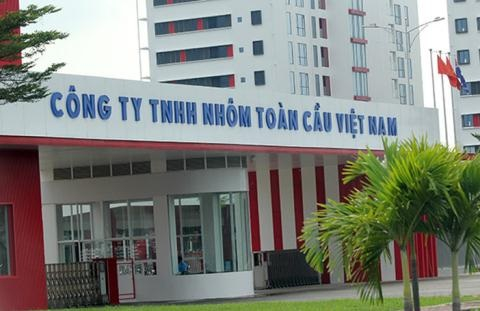 CÔNG TY TNHH NHÔM TOÀN CẦU VIỆT NAM